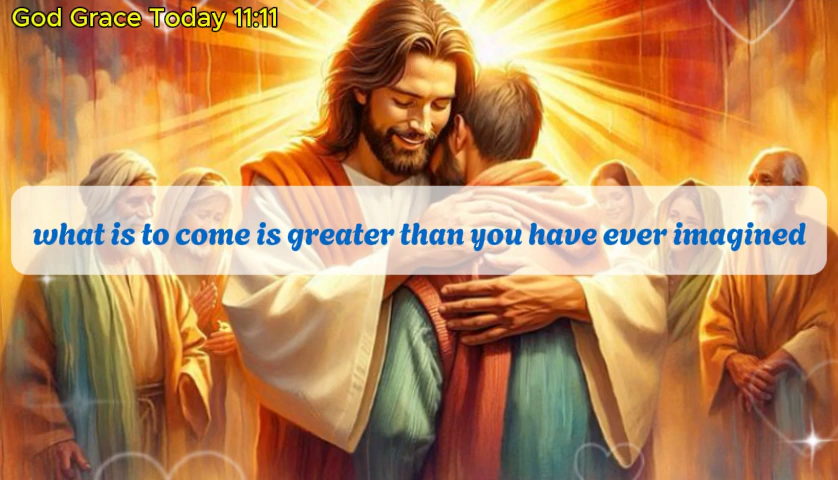 God Grace Today 11:11
what is to come is greater than you have ever imagined